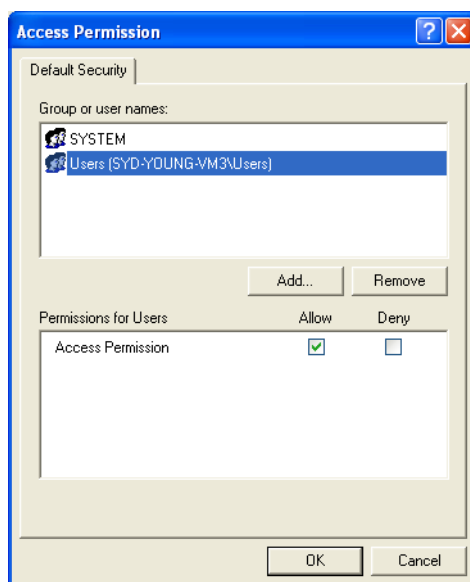 Access Permission
Default Security
Group or user names:
SYSTEM
Users (SYD-YOUNG-VM3\Users)
Add... Remove
Permissions for Users Allow Deny
Access Permission
OK Cancel